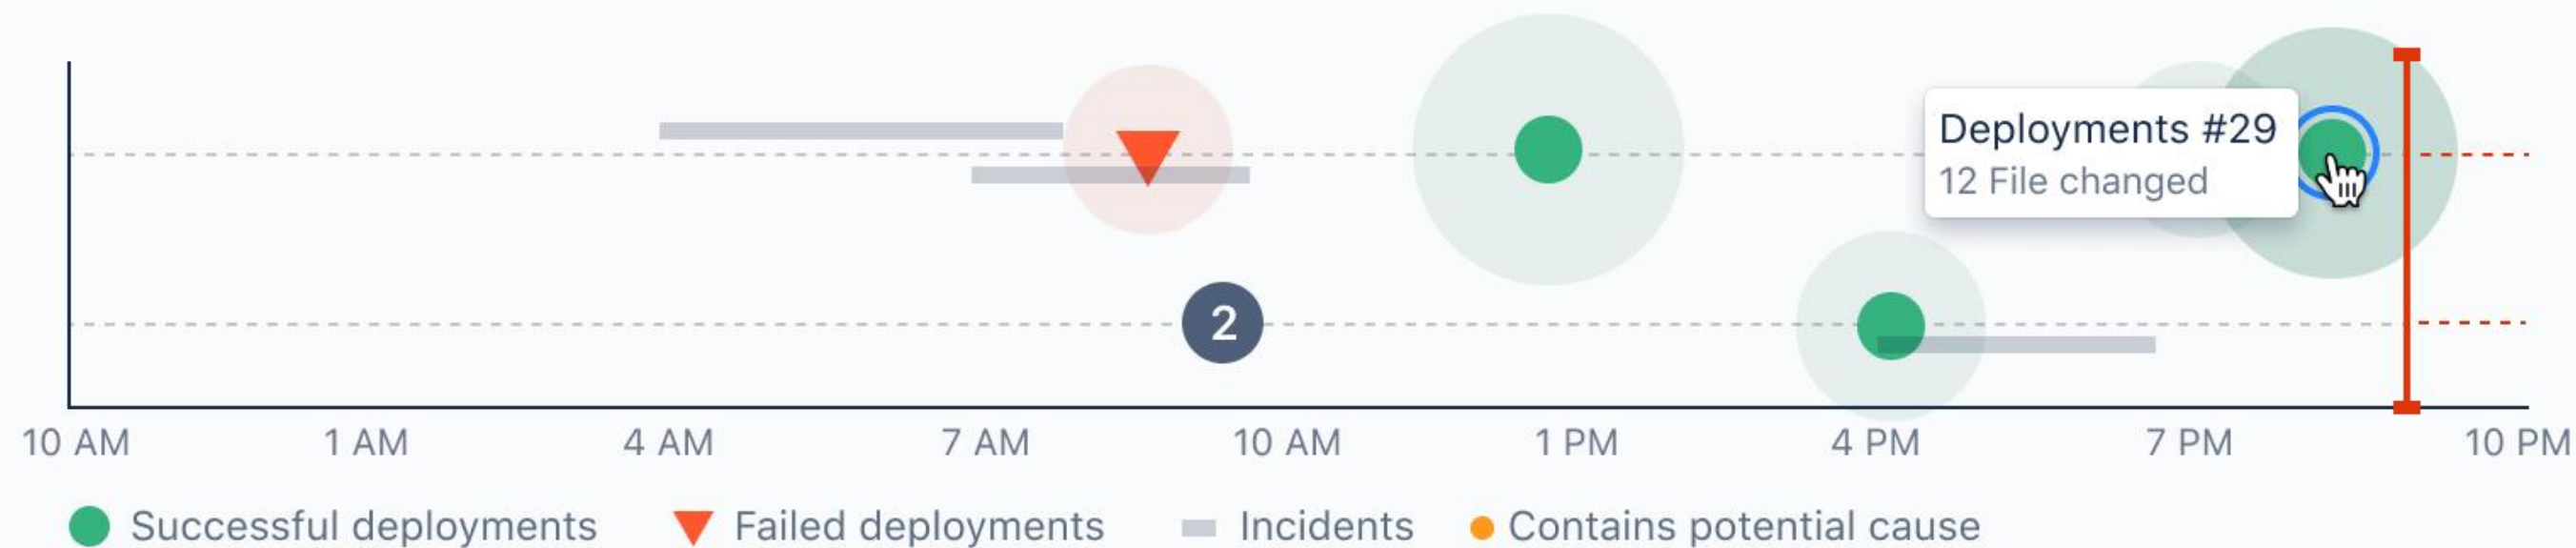 Deployments #29
12 File changed
2
10 AM 1 AM 4 AM 7 AM 10 AM 1 PM 4 PM 7 PM 10 PM
Successful deployments Failed deployments Incidents Contains potential cause